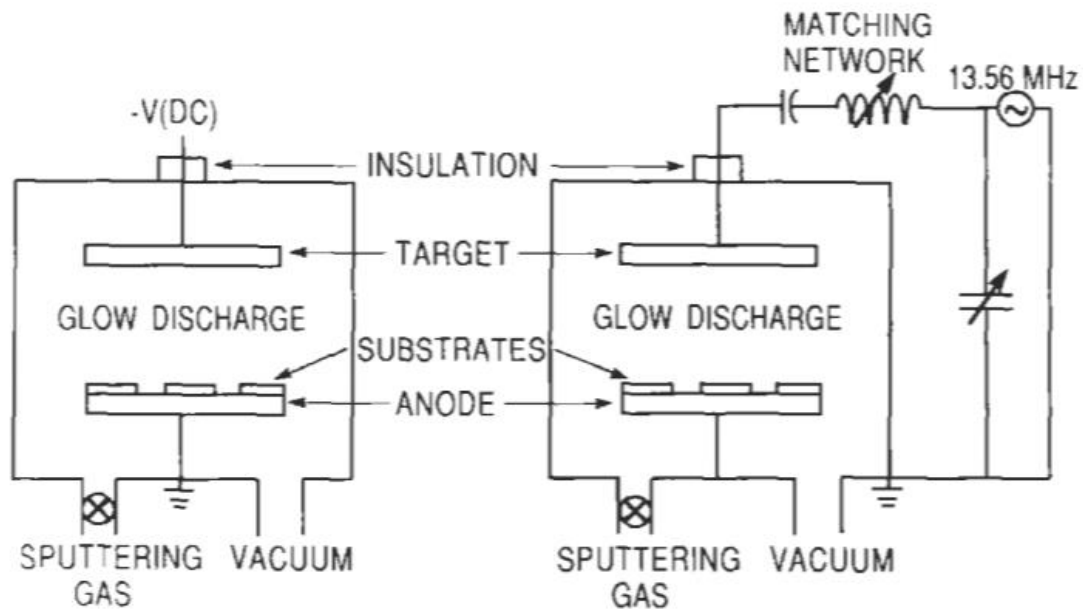 MATCHING
NETWORK
13.56 MHz
-V(DC)
INSULATION
TARGET
GLOW DISCHARGE
GLOW DISCHARGE
SUBSTRATES
ANODE
SPUTTERING
GAS
VACUUM
SPUTTERING
GAS
VACUUM